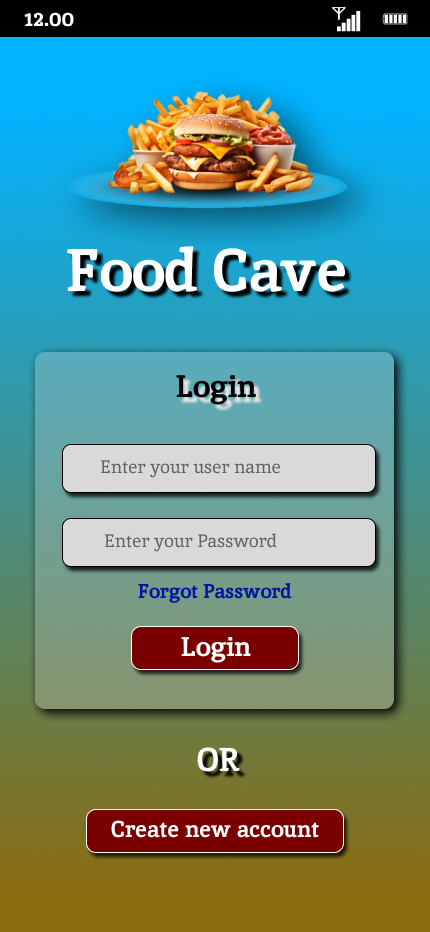 12.00
Food Cave
Login
Enter your user name
Enter your Password
Forgot Password
Login
OR
Create new account